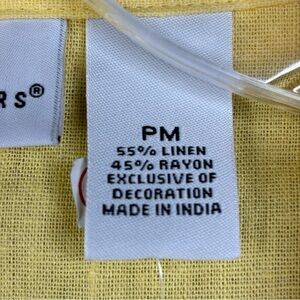 RS®
PM
55% LINEN
45% RAYON
EXCLUSIVE OF
DECORATION
MADE IN INDIA